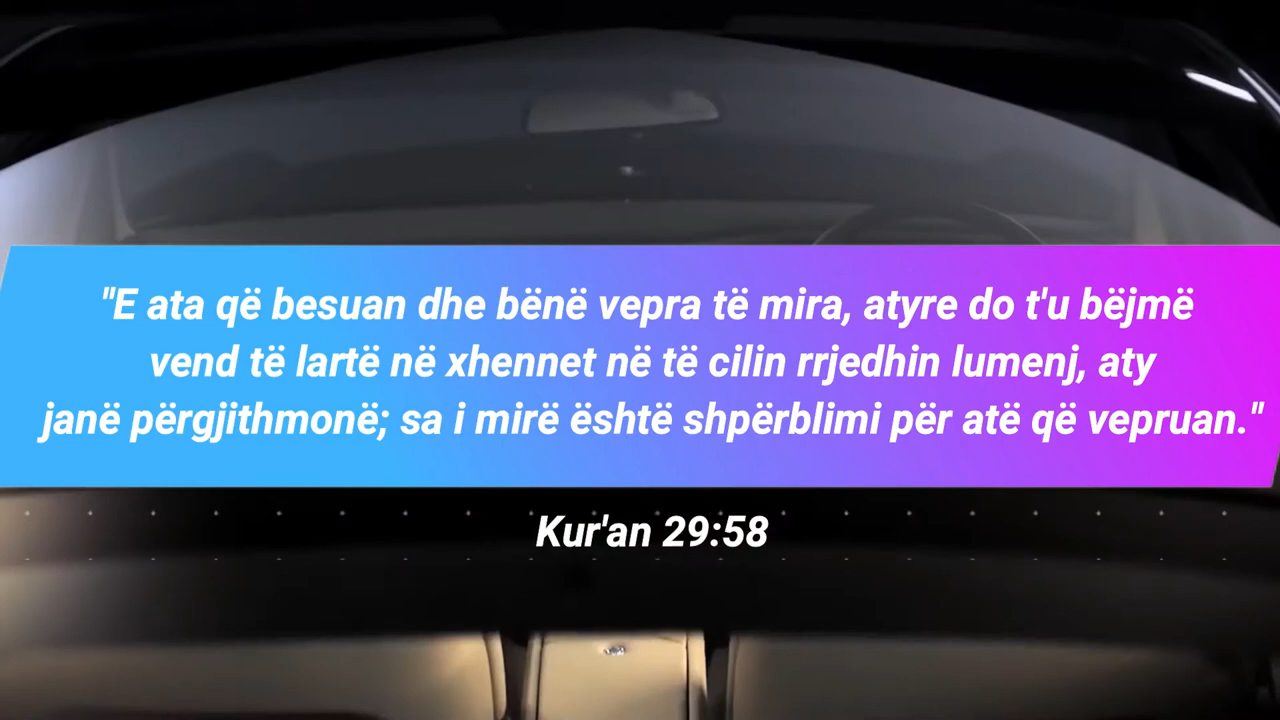 "E ata që besuan dhe bënë vepra të mira, atyre do t'u bëjmë
vend të lartë në xhennet në të cilin rrjedhin lumenj, aty
janë përgjithmonë; sa i mirë është shpërblimi për atë që vepruan."
Kur'an 29:58